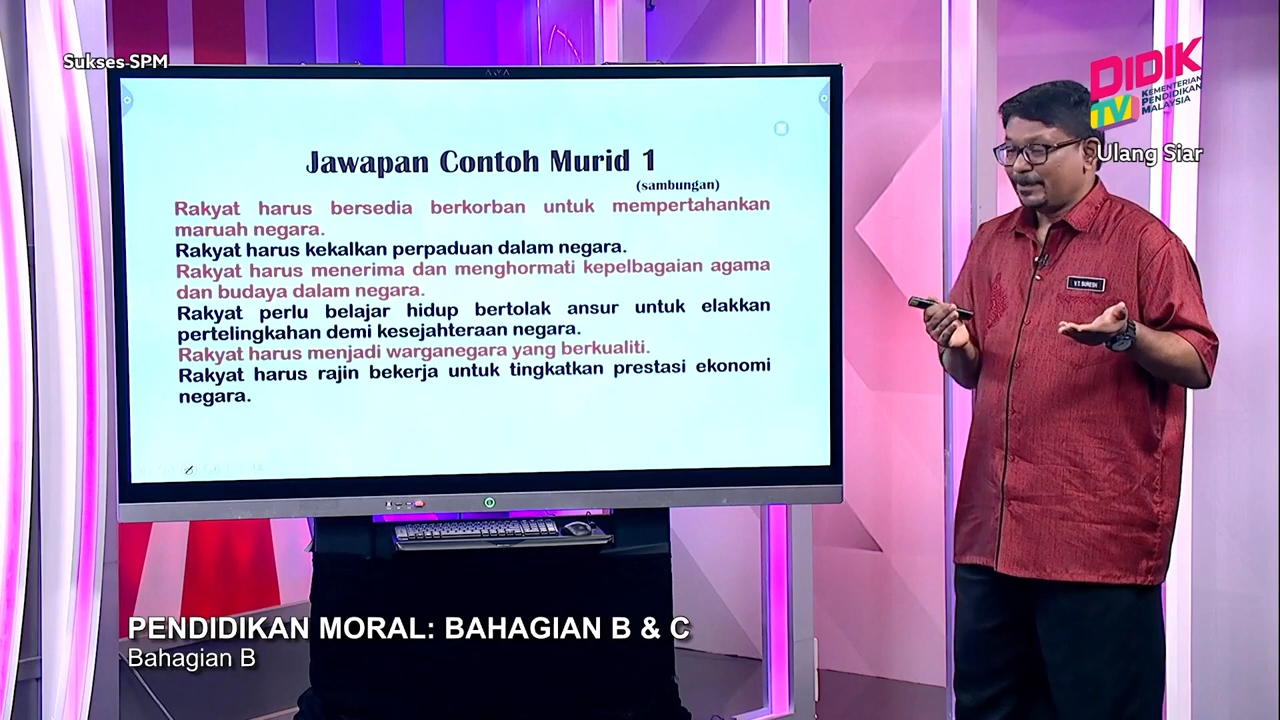 Sukses SPM
DIDIK
TV
KEMENTERIAN
PENDIDIKAN
MALAYSIA
Ulang Siar
Jawapan Contoh Murid 1
(sambungan)
Rakyat harus bersedia berkorban untuk mempertahankan
maruah negara.
Rakyat harus kekalkan perpaduan dalam negara.
Rakyat harus menerima dan menghormati kepelbagaian agama
dan budaya dalam negara.
Rakyat perlu belajar hidup bertolak ansur untuk elakkan
pertelingkahan demi kesejahteraan negara.
Rakyat harus menjadi warganegara yang berkualiti.
Rakyat harus rajin bekerja untuk tingkatkan prestasi ekonomi
negara.
V.T. SURESH
PENDIDIKAN MORAL: BAHAGIAN B & C
Bahagian B